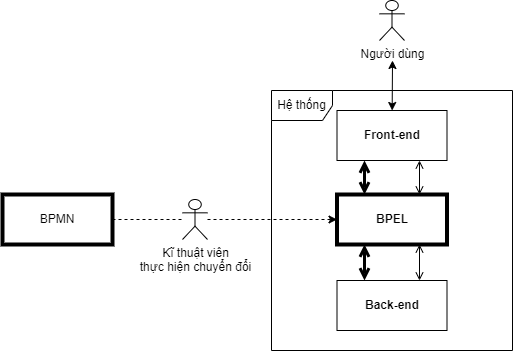 Người dùng
Hệ thống
Front-end
BPMN
BPEL
Kĩ thuật viên
thực hiện chuyển đổi
Back-end